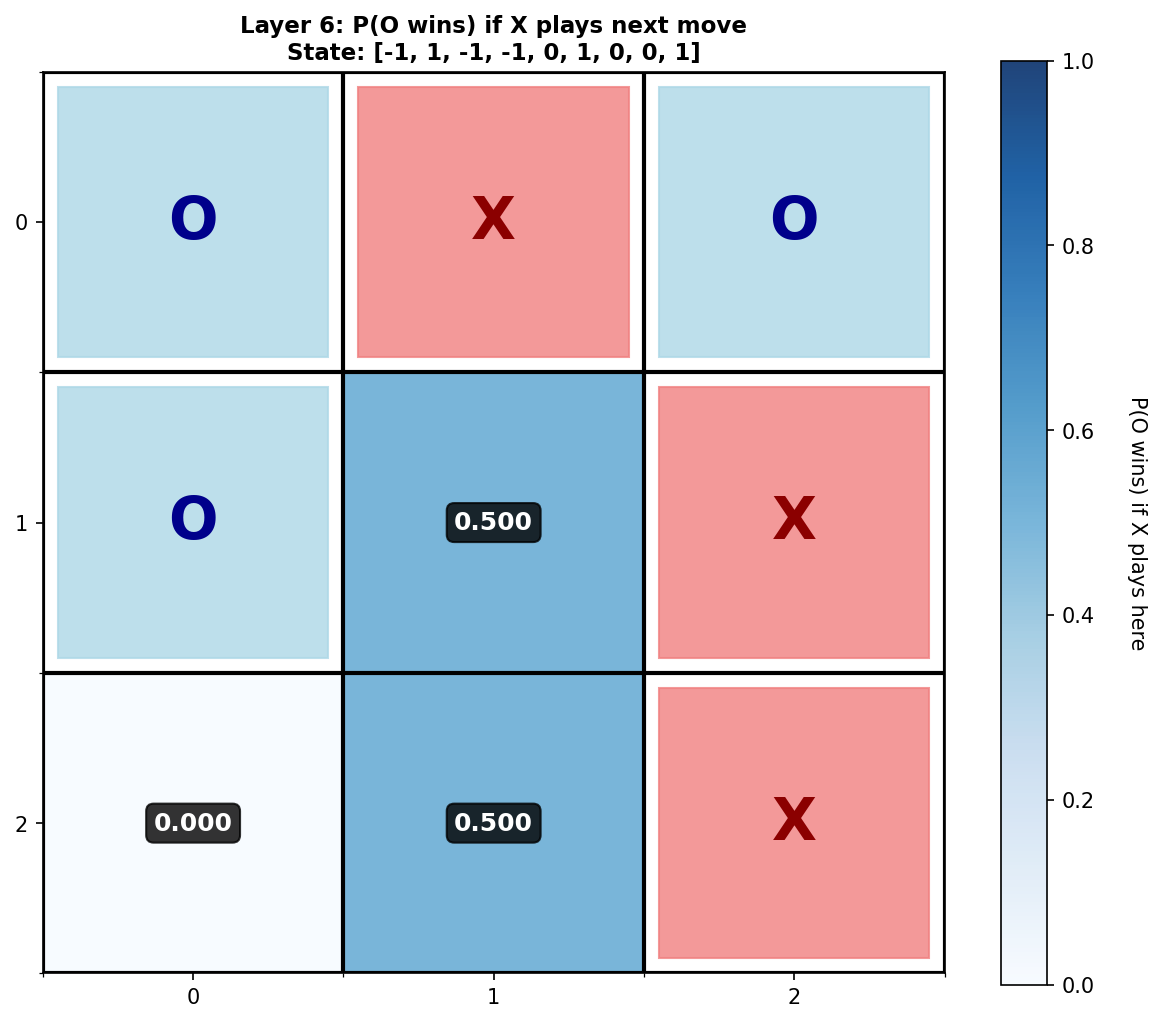 Layer 6: P(O wins) if X plays next move
State: [-1, 1, -1, -1, 0, 1, 0, 0, 1]
0
O
X
O
1
O
0.500
X
2
0.000
0.500
X
0
1
2
1.0
0.8
0.6
0.4
0.2
0.0
P(O wins) if X plays here